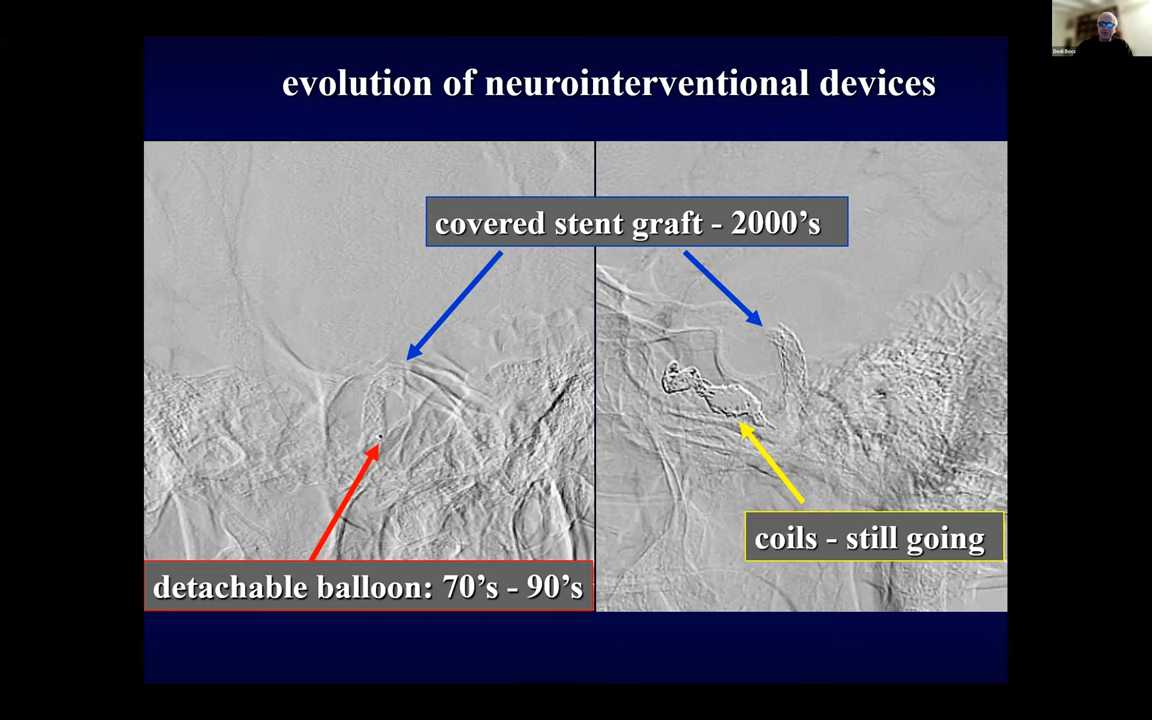 evolution of neurointerventional devices
covered stent graft - 2000's
coils - still going
detachable balloon: 70's - 90's